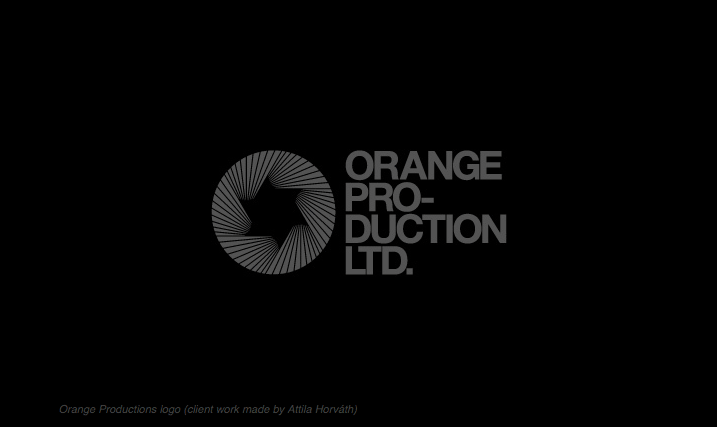 ORANGE
PRO-
DUCTION
LTD.
Orange Productions logo (client work made by Attila Horváth)